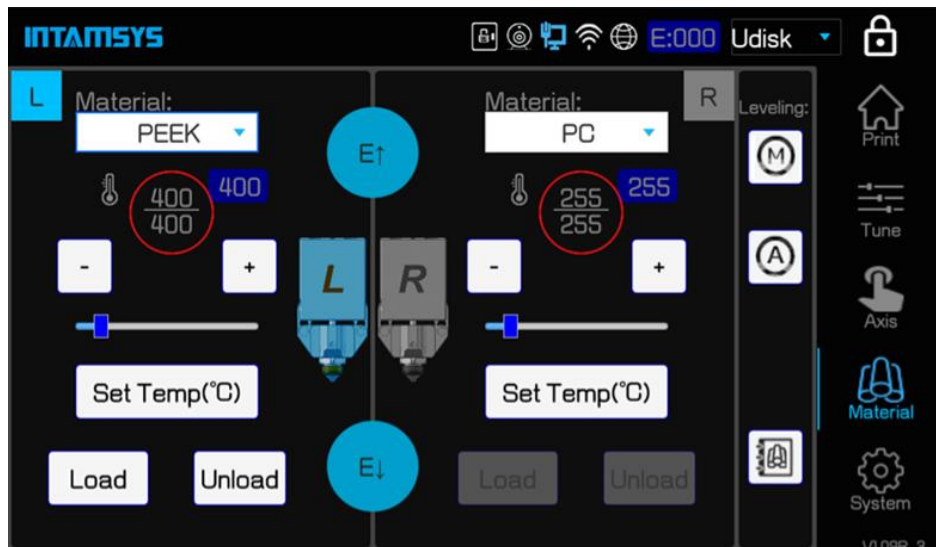 INTAMSYS
E:000
Udisk
L
Material:
PEEK
400
400
400
-
+
Set Temp(°C)
Load
Unload
E↑
L
R
E↓
Material:
R
PC
255
255
255
-
+
Set Temp(°C)
Load
Unload
Leveling:
M
A
Print
Tune
Axis
Material
System